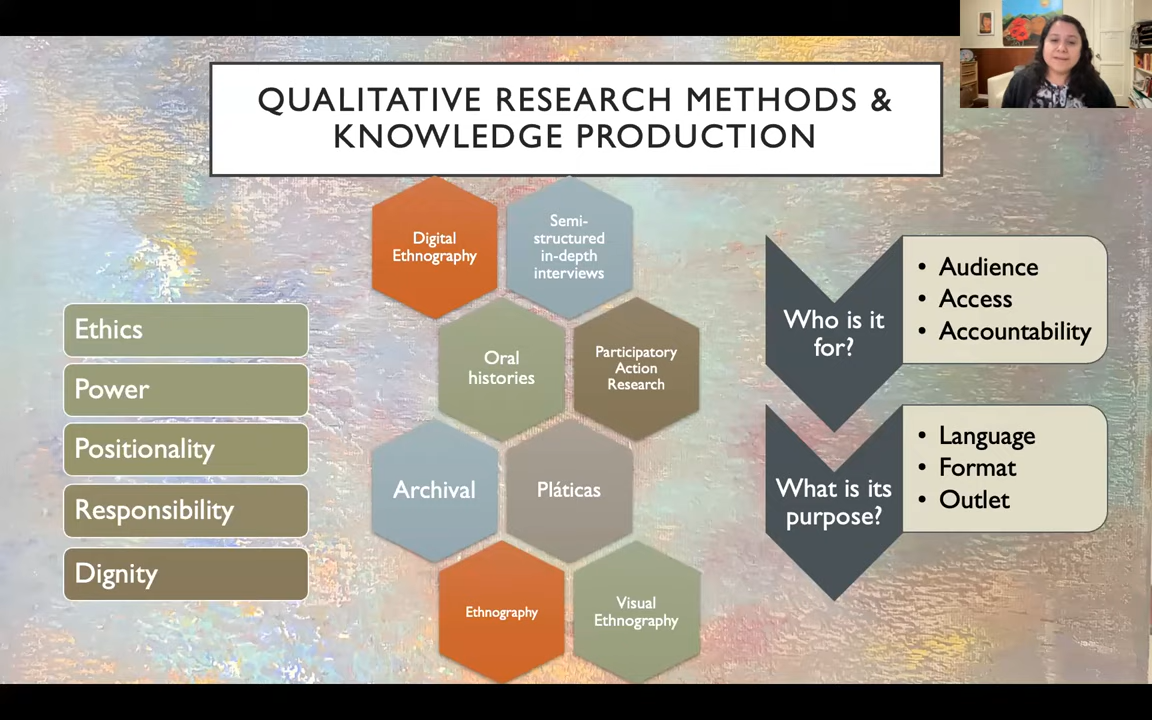 QUALITATIVE RESEARCH METHODS &
KNOWLEDGE PRODUCTION
Ethics
Power
Positionality
Responsibility
Dignity
Digital
Ethnography
Semi-
structured
in-depth
interviews
Oral
histories
Participatory
Action
Research
Archival
Pláticas
Ethnography
Visual
Ethnography
Who is it
for?
• Audience
• Access
• Accountability
What is its
purpose?
• Language
• Format
• Outlet